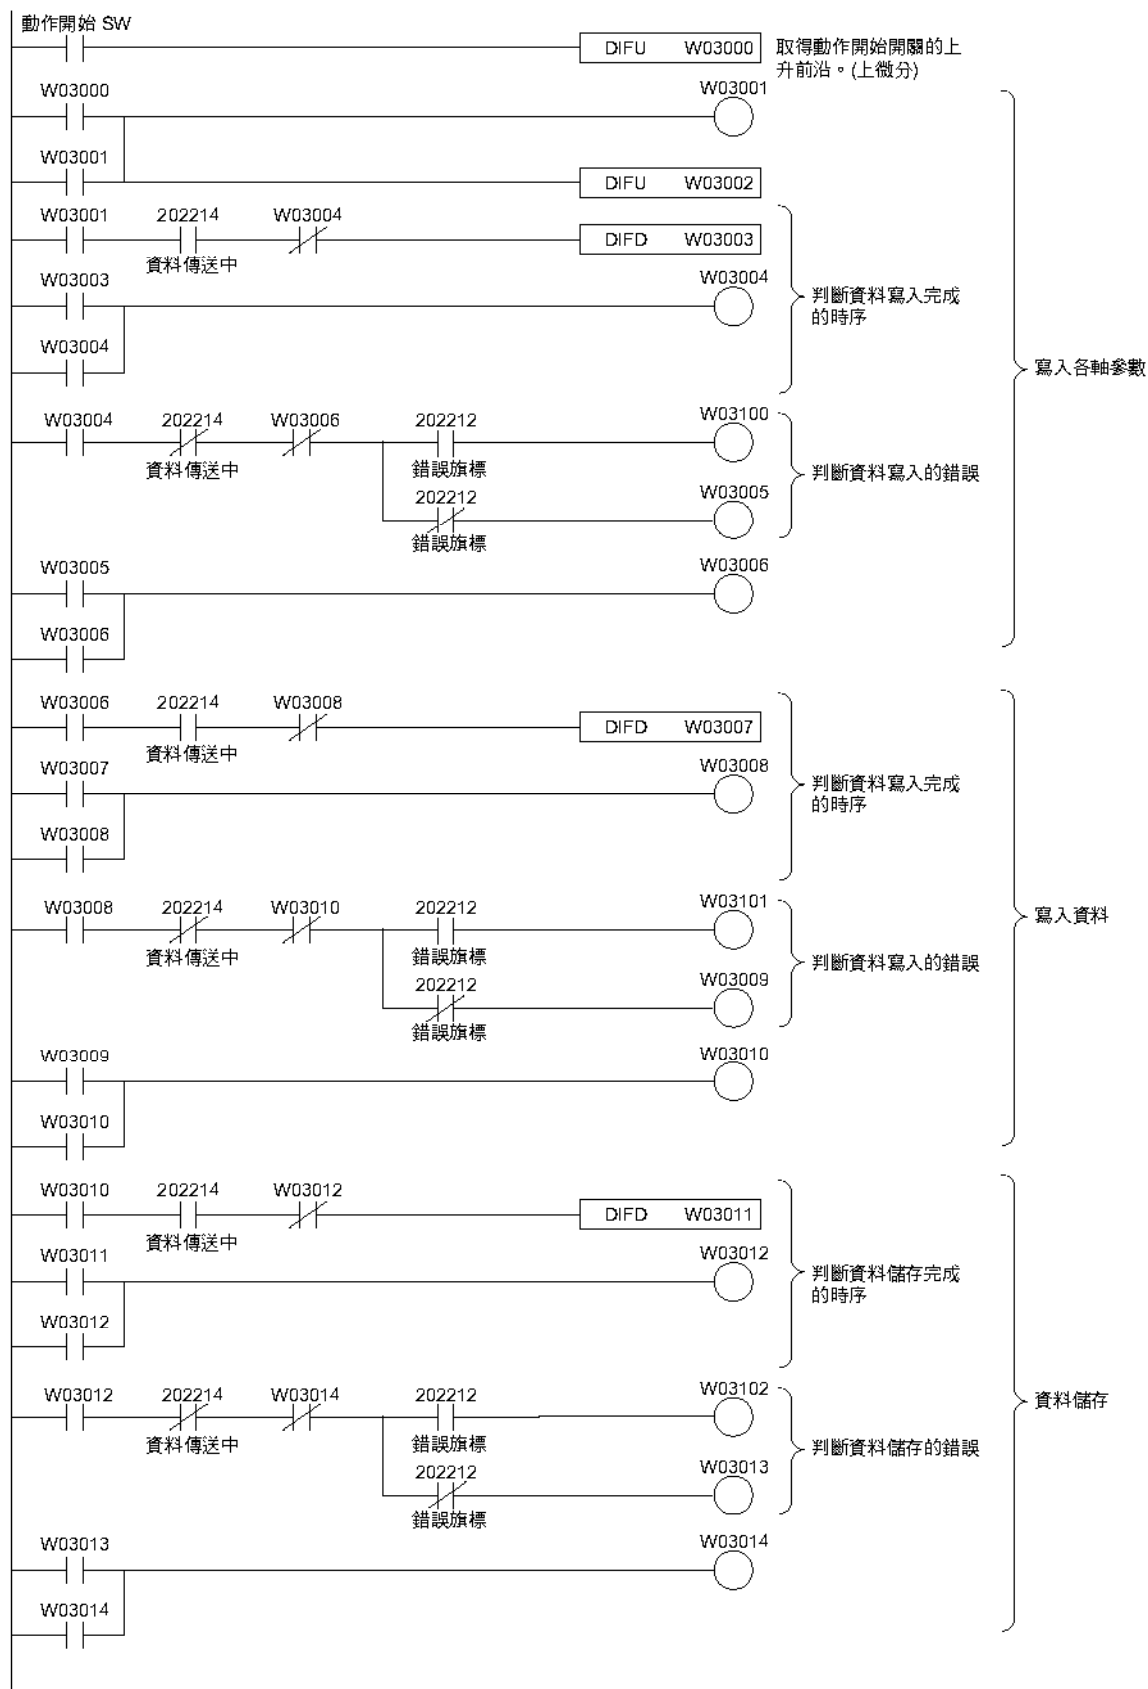 動作開始 SW
DIFU W03000
取得動作開始開關的上
升前沿。(上微分)
W03000
W03001
W03001
DIFU W03002
W03001 202214 W03004
DIFD W03003
資料傳送中
W03003
W03004
W03004
判斷資料寫入完成
的時序
寫入各軸參數
W03004 202214 W03006 202212 W03100
資料傳送中 錯誤旗標
判斷資料寫入的錯誤
202212 W03005
錯誤旗標
W03005 W03006
W03006
W03006 202214 W03008
DIFD W03007
資料傳送中
W03007 W03008
判斷資料寫入完成
的時序
W03008
W03008 202214 W03010 202212 W03101
寫入資料
資料傳送中 錯誤旗標
判斷資料寫入的錯誤
202212 W03009
錯誤旗標
W03009 W03010
W03010
W03010 202214 W03012
DIFD W03011
資料傳送中
W03011 W03012
判斷資料儲存完成
的時序
W03012
W03012 202214 W03014 202212 W03102
資料儲存
資料傳送中 錯誤旗標
判斷資料儲存的錯誤
202212 W03013
錯誤旗標
W03013 W03014
W03014